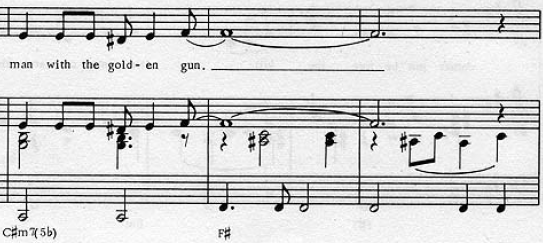 man with the gold-en gun.
C#m7(5b) F#